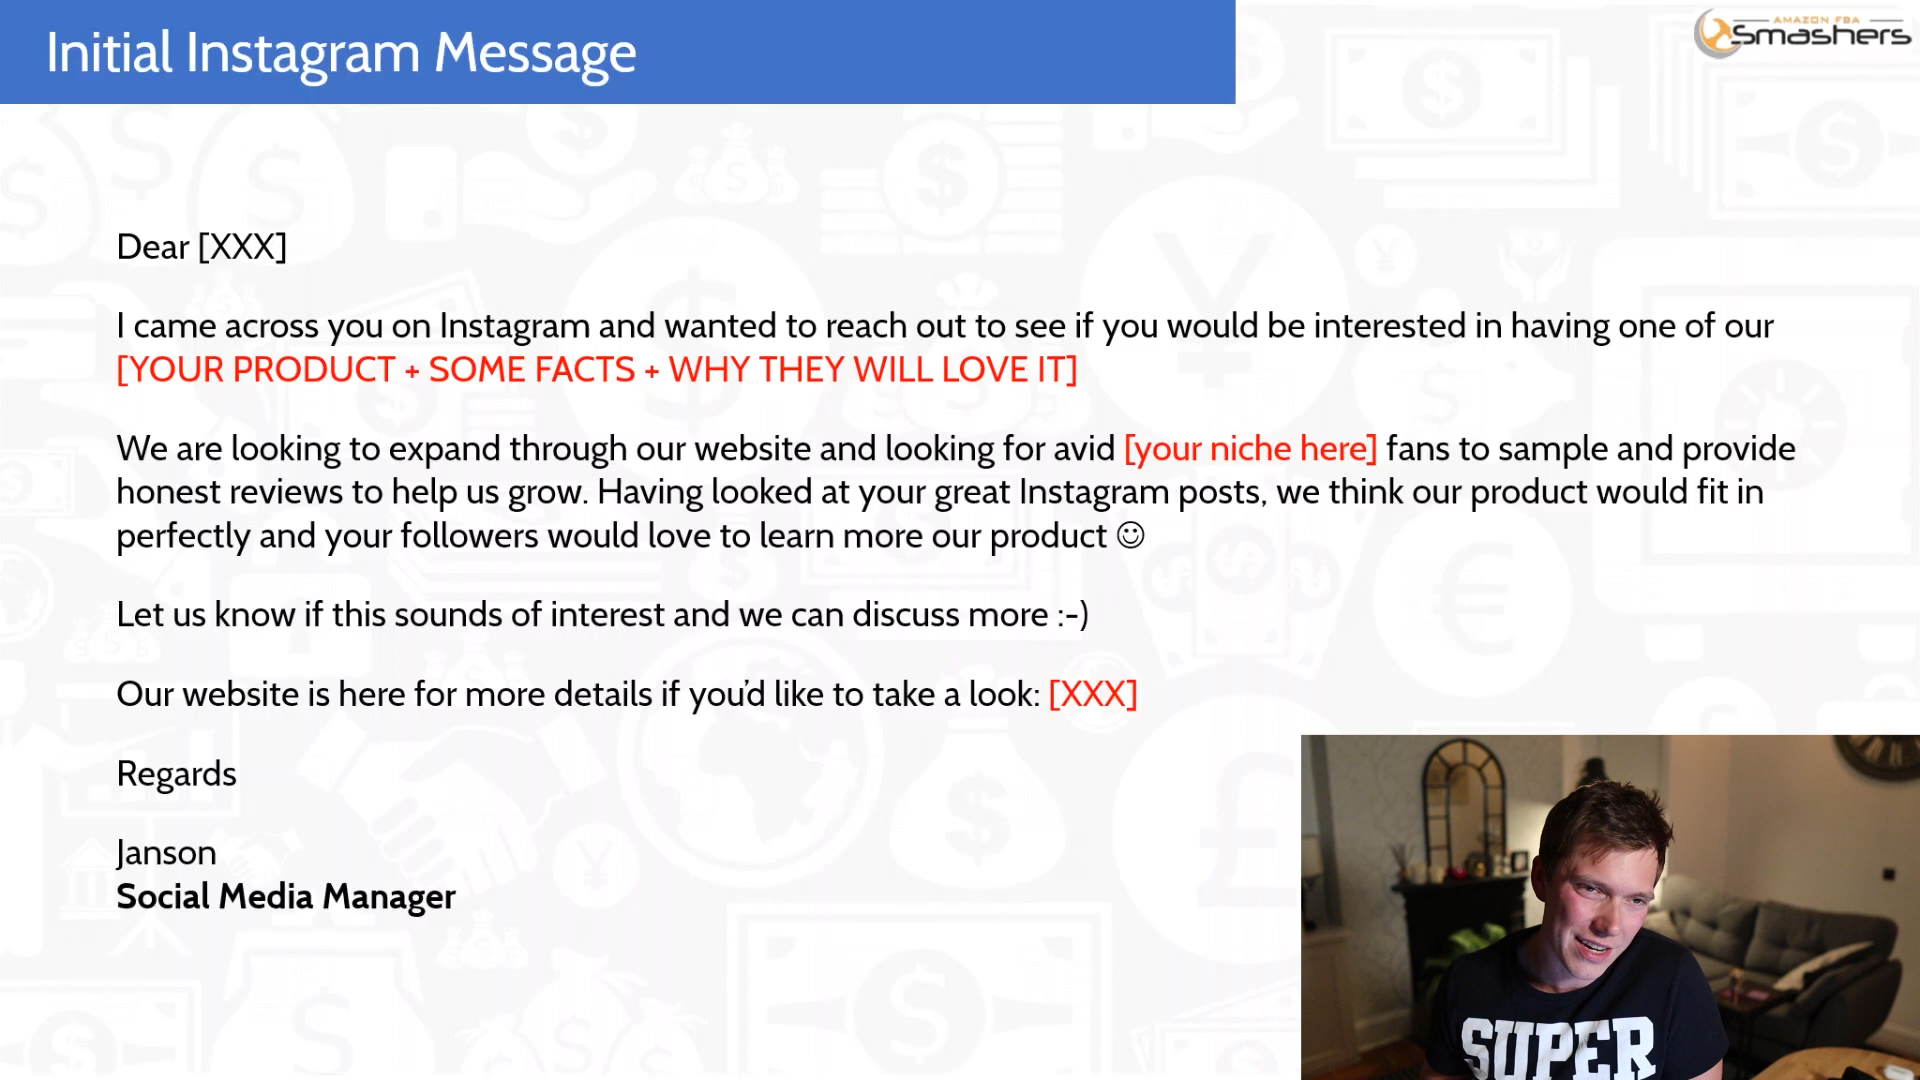 Initial Instagram Message
AMAZON FBA
Smashers
Dear [XXX]
I came across you on Instagram and wanted to reach out to see if you would be interested in having one of our
[YOUR PRODUCT + SOME FACTS + WHY THEY WILL LOVE IT]
We are looking to expand through our website and looking for avid [your niche here] fans to sample and provide
honest reviews to help us grow. Having looked at your great Instagram posts, we think our product would fit in
perfectly and your followers would love to learn more our product ☺
Let us know if this sounds of interest and we can discuss more :-)
Our website is here for more details if you’d like to take a look: [XXX]
Regards
Janson
Social Media Manager
SUPER